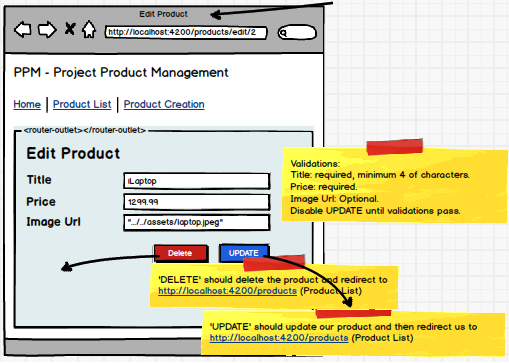 Edit Product
http://localhost:4200/products/edit/2
PPM - Project Product Management
Home | Product List | Product Creation
<router-outlet></router-outlet>
Edit Product
Title
iLaptop
Price
1299.99
Image Url
"../../assets/laptop.jpeg"
Delete
UPDATE
Validations:
Title: required, minimum 4 of characters.
Price: required.
Image Url: Optional.
Disable UPDATE until validations pass.
'DELETE' should delete the product and redirect to
http://localhost:4200/products (Product List)
'UPDATE' should update our product and then redirect us to
http://localhost:4200/products (Product List)